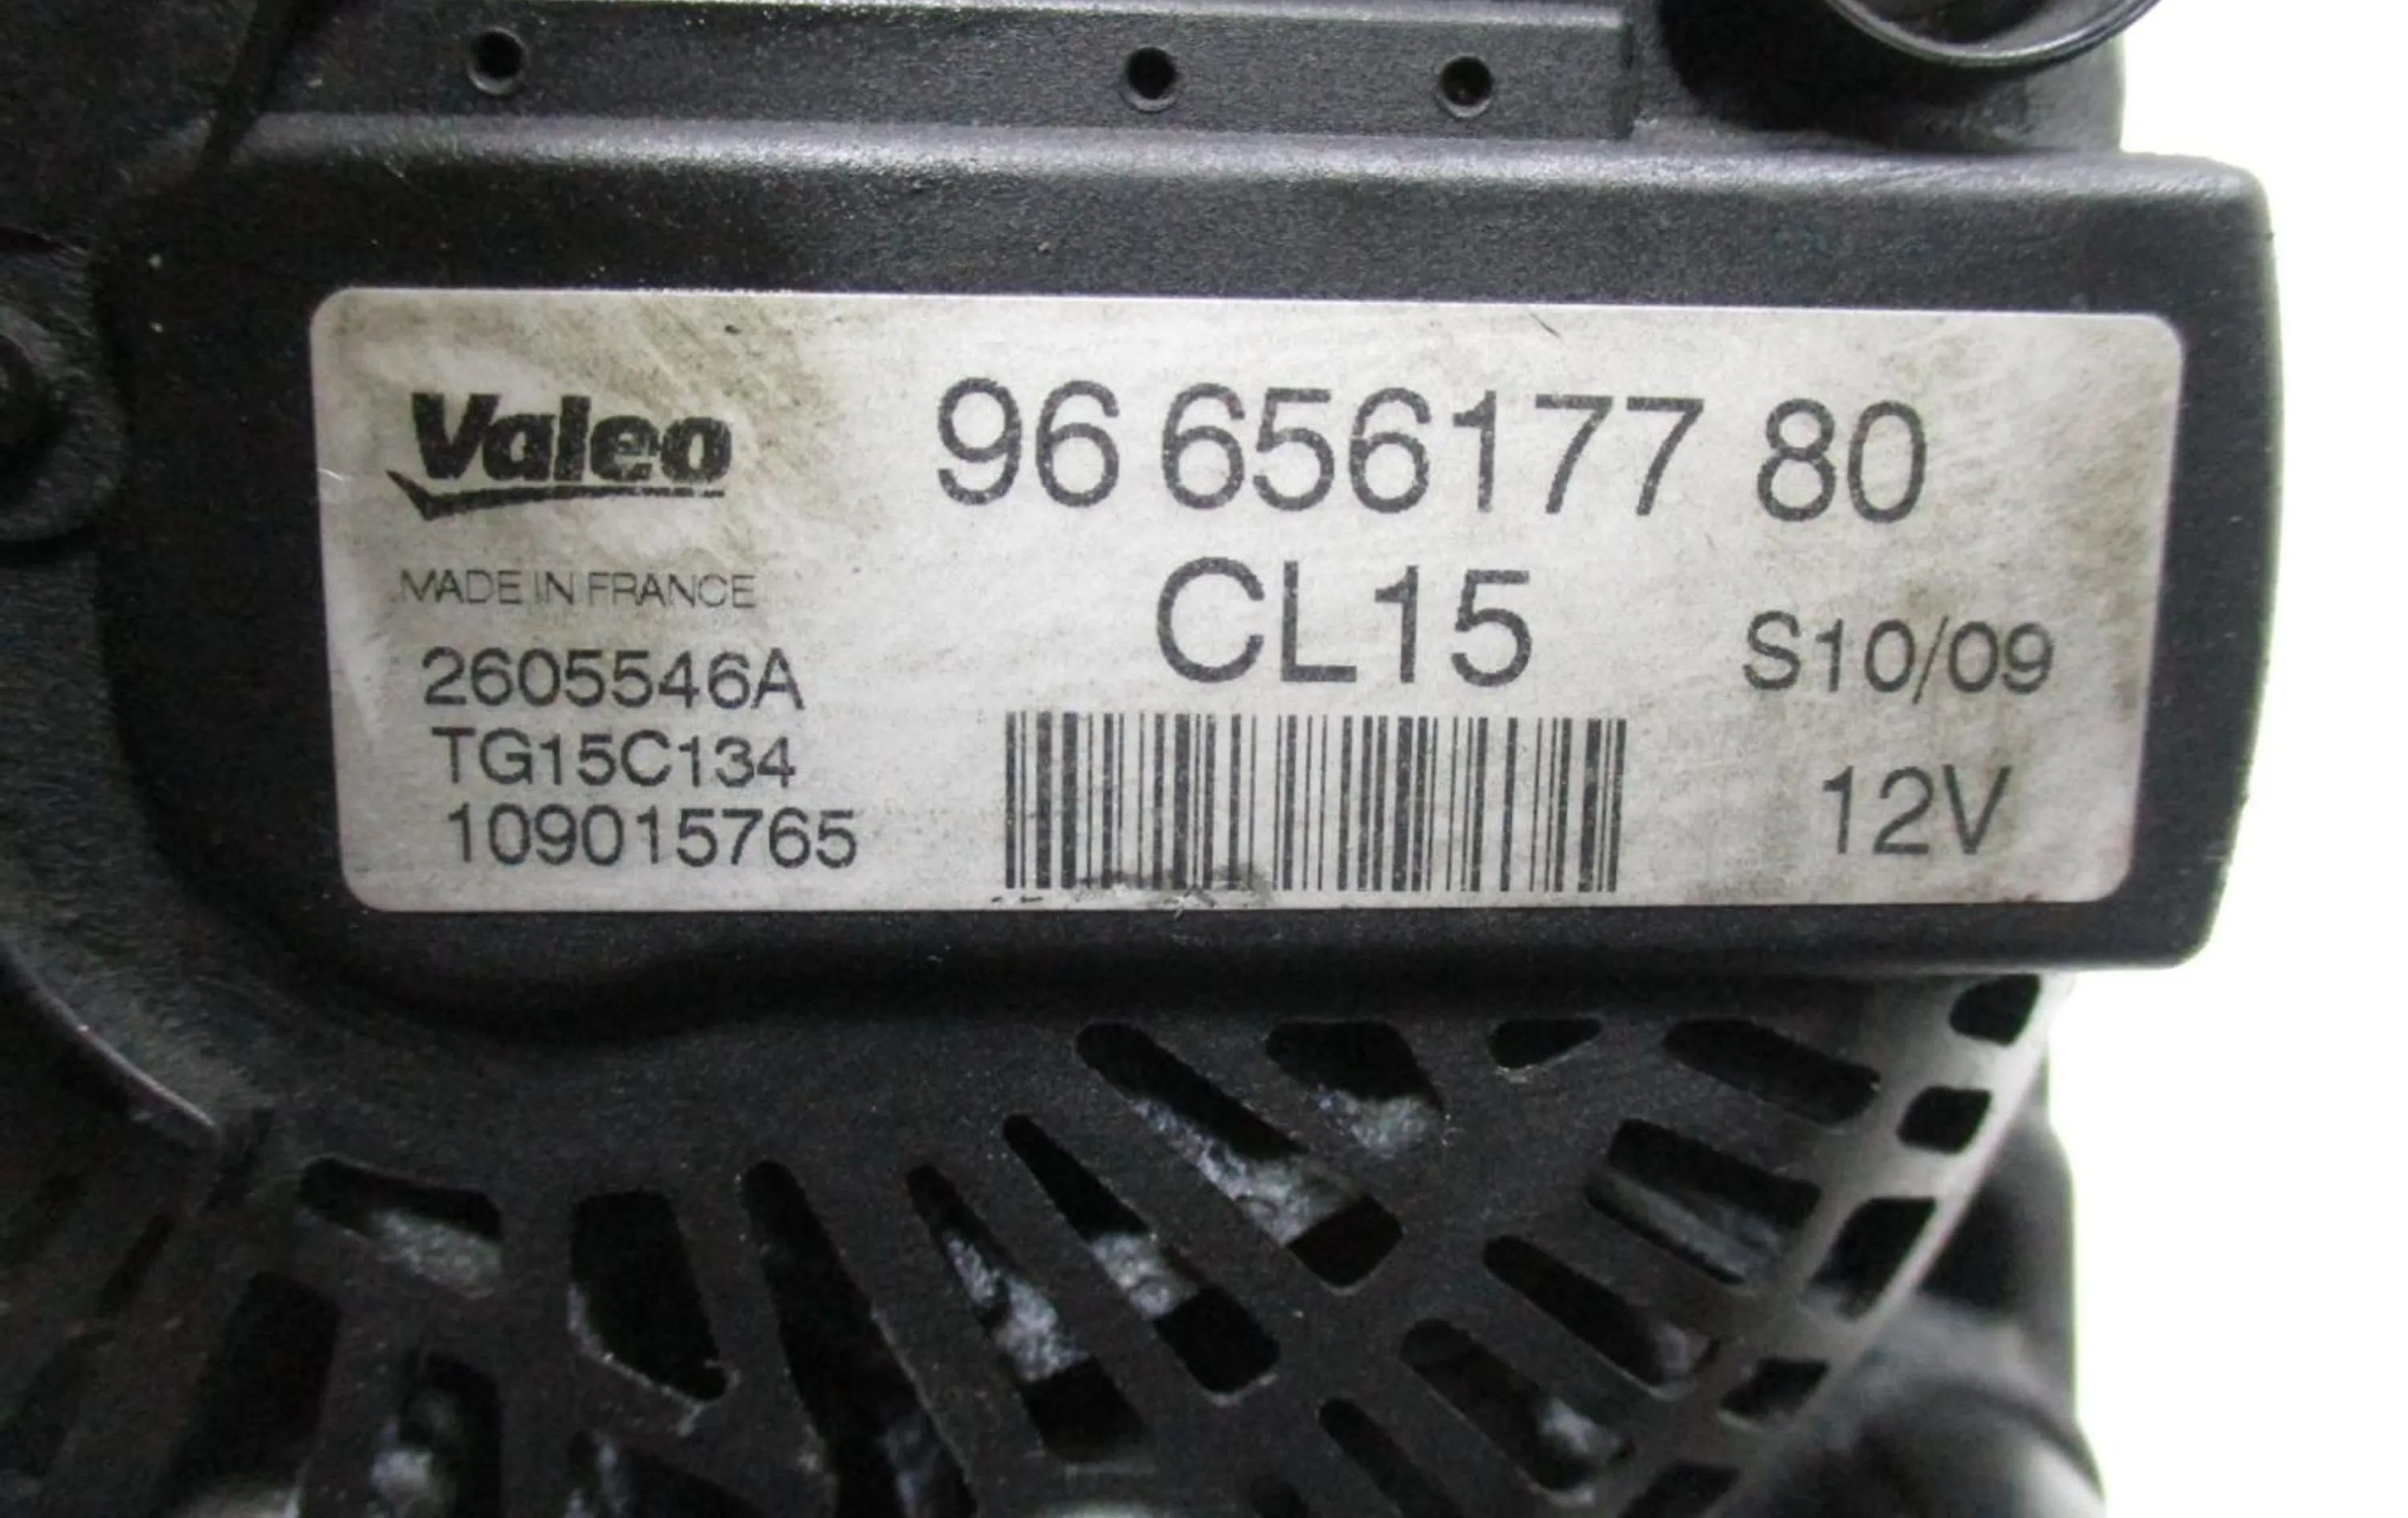 Valeo 96 656177 80
MADE IN FRANCE CL15 S10/09
2605546A
TG15C134 12V
109015765